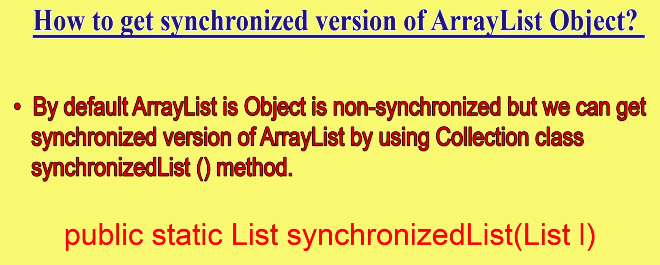 How to get synchronized version of ArrayList Object?
• By default ArrayList is Object is non-synchronized but we can get
synchronized version of ArrayList by using Collection class
synchronizedList () method.
public static List synchronizedList(List l)